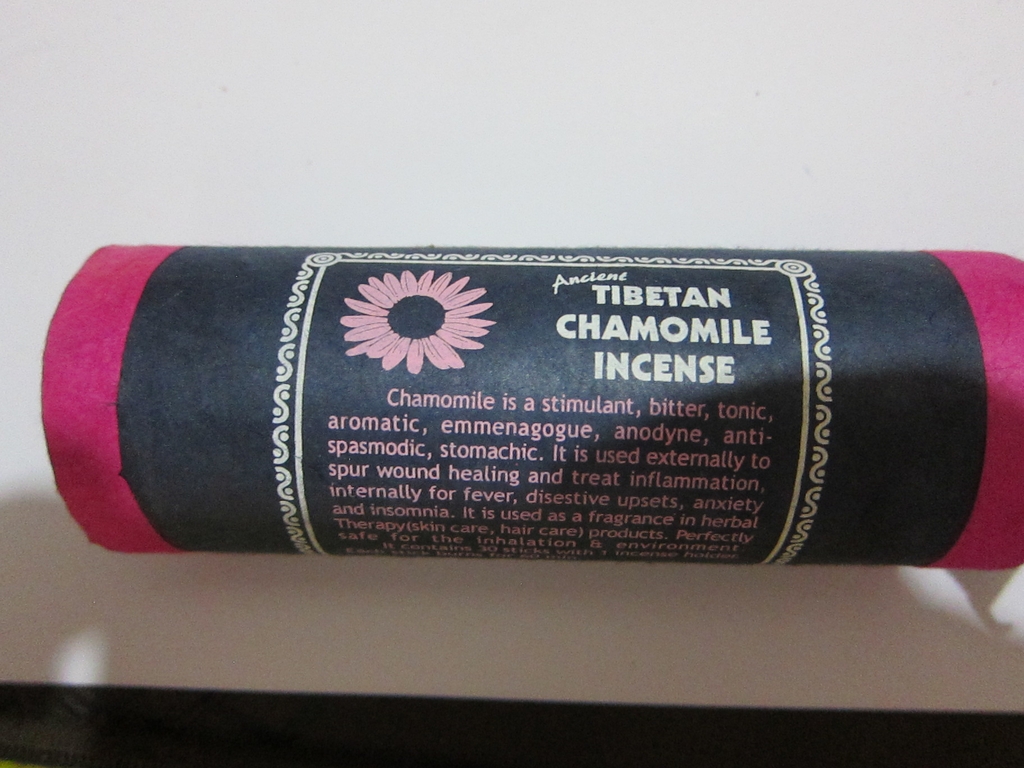 Ancient
TIBETAN
CHAMOMILE
INCENSE
Chamomile is a stimulant, bitter, tonic,
aromatic, emmenagogue, anodyne, anti-
spasmodic, stomachic. It is used externally to
spur wound healing and treat inflammation,
internally for fever, disestive upsets, anxiety
and insomnia. It is used as a fragrance in herbal
Therapy(skin care, hair care) products. Perfectly
safe for the inhalation & environment
It contains 30 sticks with 1 incense holder.
Each stick